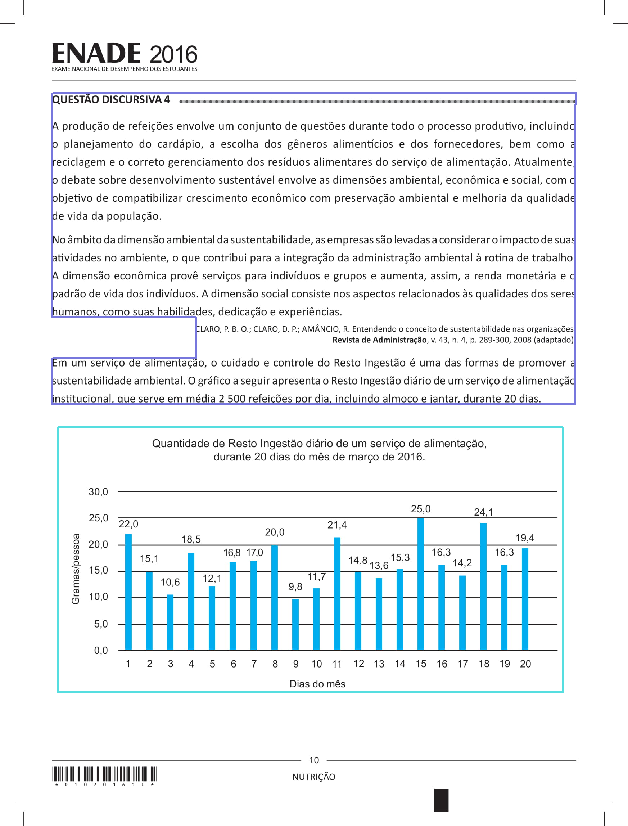 ENADE 2016
EXAME NACIONAL DE DESEMPENHO DOS ESTUDANTES
QUESTÃO DISCURSIVA 4
A produção de refeições envolve um conjunto de questões durante todo o processo produtivo, incluindo
o planejamento do cardápio, a escolha dos gêneros alimentícios e dos fornecedores, bem como a
reciclagem e o correto gerenciamento dos resíduos alimentares do serviço de alimentação. Atualmente,
o debate sobre desenvolvimento sustentável envolve as dimensões ambiental, econômica e social, com o
objetivo de compatibilizar crescimento econômico com preservação ambiental e melhoria da qualidade
de vida da população.
No âmbito da dimensão ambiental da sustentabilidade, as empresas são levadas a considerar o impacto de suas
atividades no ambiente, o que contribui para a integração da administração ambiental à rotina de trabalho.
A dimensão econômica provê serviços para indivíduos e grupos e aumenta, assim, a renda monetária e o
padrão de vida dos indivíduos. A dimensão social consiste nos aspectos relacionados às qualidades dos seres
humanos, como suas habilidades, dedicação e experiências.
CLARO, P. B. O.; CLARO, D. P.; AMÂNCIO, R. Entendendo o conceito de sustentabilidade nas organizações.
Revista de Administração, v. 43, n. 4, p. 289-300, 2008 (adaptado).
Em um serviço de alimentação, o cuidado e controle do Resto Ingestão é uma das formas de promover a
sustentabilidade ambiental. O gráfico a seguir apresenta o Resto Ingestão diário de um serviço de alimentação
institucional, que serve em média 2 500 refeições por dia, incluindo almoço e jantar, durante 20 dias.
Quantidade de Resto Ingestão diário de um serviço de alimentação,
durante 20 dias do mês de março de 2016.
Gramas/pessoa
30,0
25,0
20,0
15,0
10,0
5,0
0,0
22,0 15,1 10,6 18,5 12,1 16,8 17,0 20,0 9,8 11,7 21,4 14,8 13,6 15,3 25,0 16,3 14,2 24,1 16,3 19,4
1 2 3 4 5 6 7 8 9 10 11 12 13 14 15 16 17 18 19 20
Dias do mês
10
NUTRIÇÃO